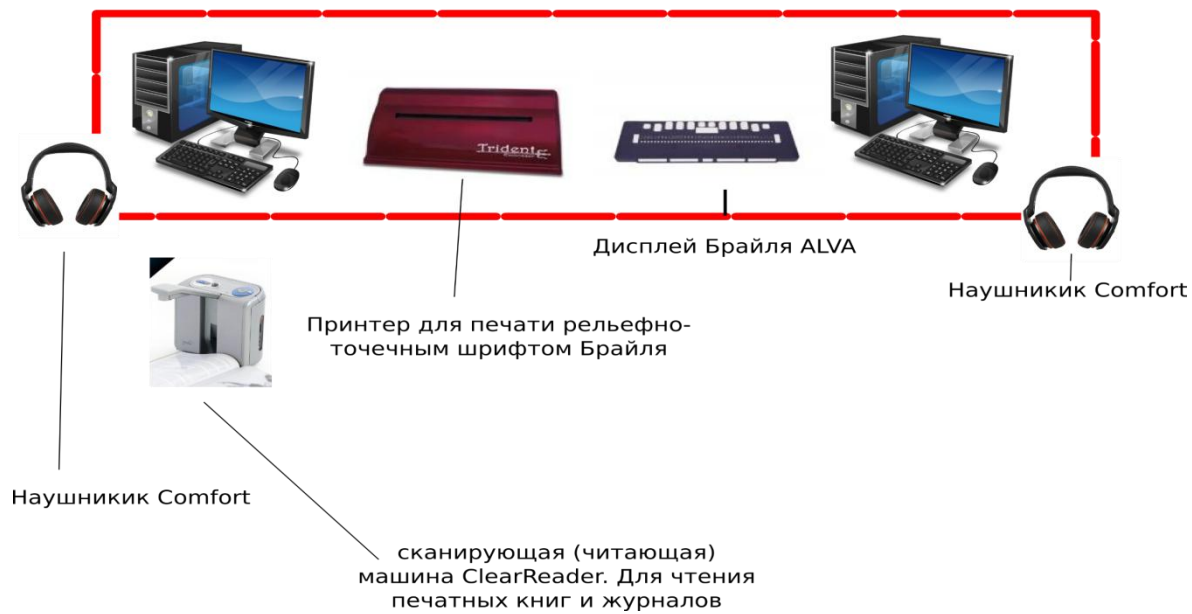 Trident
Дисплей Брайля ALVA
Наушникик Comfort
Принтер для печати рельефно-
точечным шрифтом Брайля
Наушникик Comfort
сканирующая (читающая)
машина ClearReader. Для чтения
печатных книг и журналов